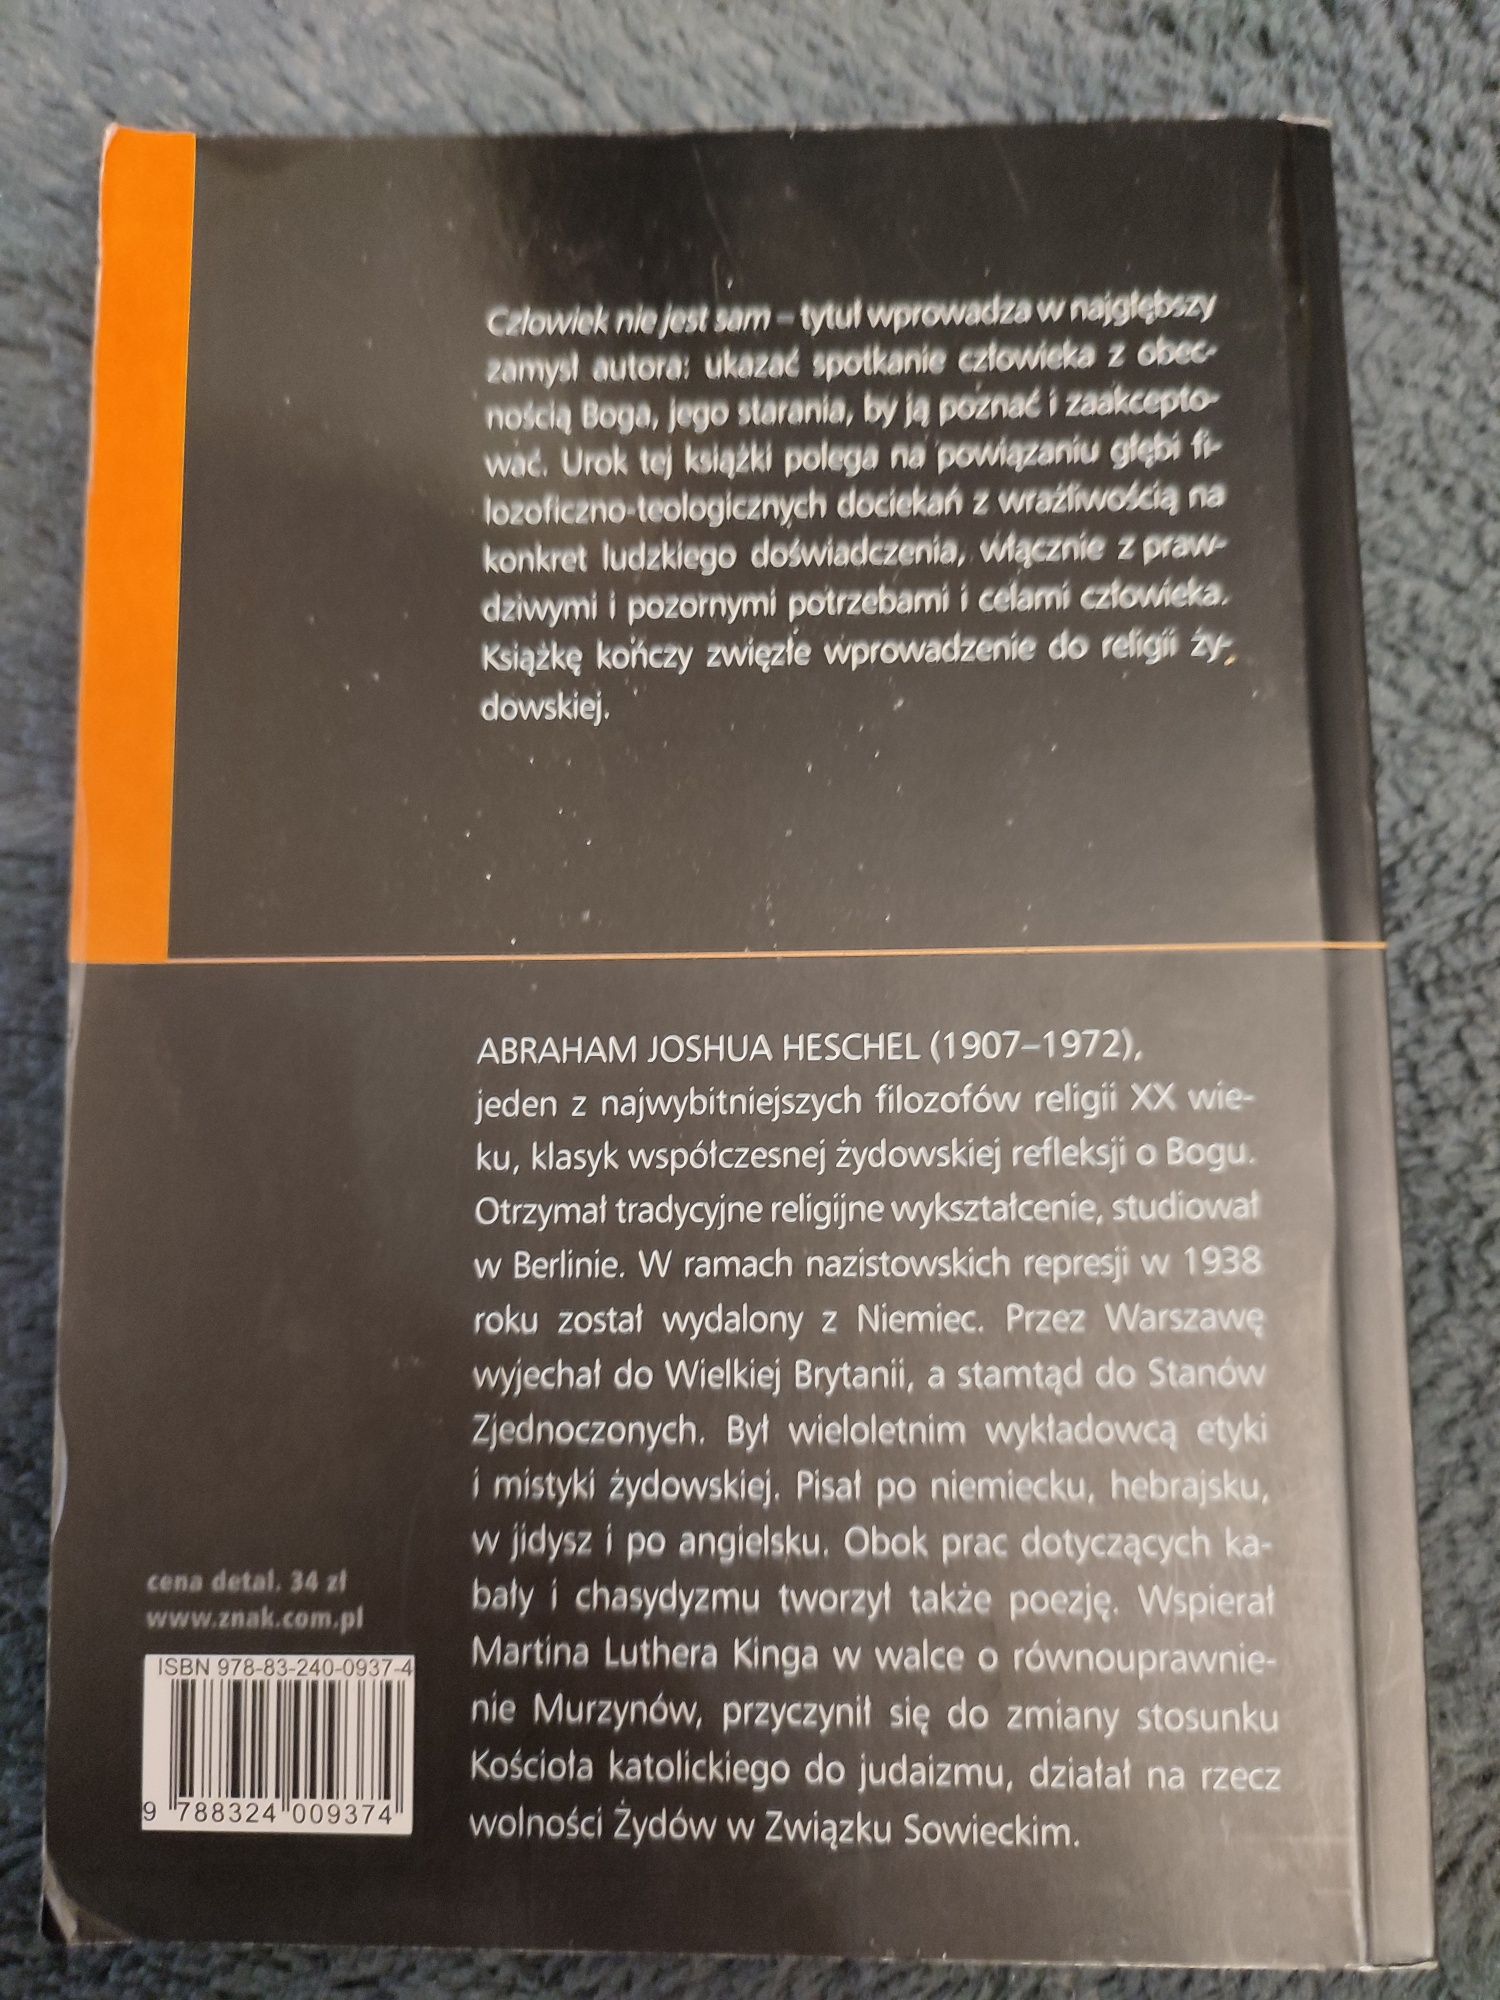 Człowiek nie jest sam – tytuł wprowadza w najgłębszy
zamysł autora: ukazać spotkanie człowieka z obec-
nością Boga, jego starania, by ją poznać i zaakcepto-
wać. Urok tej książki polega na powiązaniu głębi fi-
lozoficzno-teologicznych dociekań z wrażliwością na
konkret ludzkiego doświadczenia, włącznie z praw-
dziwymi i pozornymi potrzebami i celami człowieka.
Książkę kończy zwięzłe wprowadzenie do religii ży-
dowskiej.
ABRAHAM JOSHUA HESCHEL (1907–1972),
jeden z najwybitniejszych filozofów religii XX wie-
ku, klasyk współczesnej żydowskiej refleksji o Bogu.
Otrzymał tradycyjne religijne wykształcenie, studiował
w Berlinie. W ramach nazistowskich represji w 1938
roku został wydalony z Niemiec. Przez Warszawę
wyjechał do Wielkiej Brytanii, a stamtąd do Stanów
Zjednoczonych. Był wieloletnim wykładowcą etyki
i mistyki żydowskiej. Pisał po niemiecku, hebrajsku,
w jidysz i po angielsku. Obok prac dotyczących ka-
bały i chasydyzmu tworzył także poezję. Wspierał
Martina Luthera Kinga w walce o równouprawnie-
nie Murzynów, przyczynił się do zmiany stosunku
Kościoła katolickiego do judaizmu, działał na rzecz
wolności Żydów w Związku Sowieckim.
cena detal. 34 zł
www.znak.com.pl
ISBN 978-83-240-0937-4
9 788324 009374